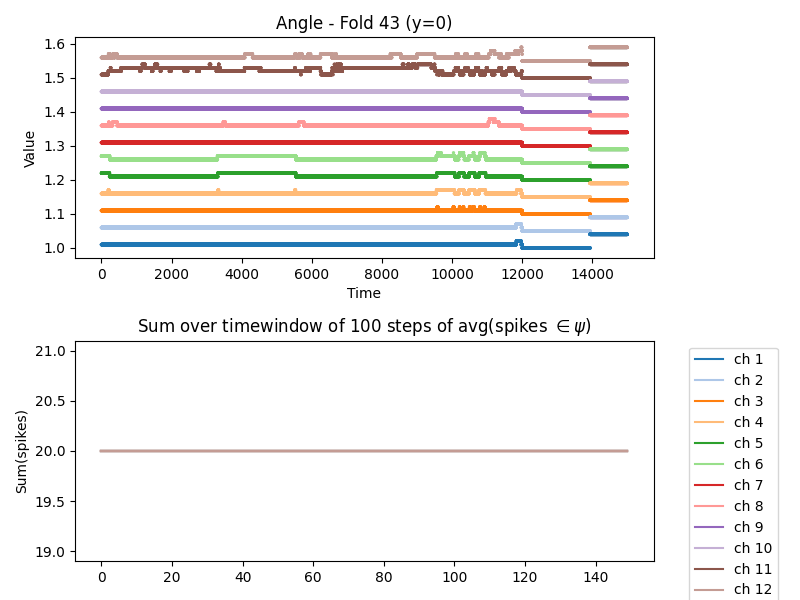 Angle - Fold 43 (y=0)
Value
1.6
1.5
1.4
1.3
1.2
1.1
1.0
0 2000 4000 6000 8000 10000 12000 14000
Time
Sum over timewindow of 100 steps of avg(spikes ∈ ψ)
Sum(spikes)
21.0
20.5
20.0
19.5
19.0
0 20 40 60 80 100 120 140
ch 1
ch 2
ch 3
ch 4
ch 5
ch 6
ch 7
ch 8
ch 9
ch 10
ch 11
ch 12